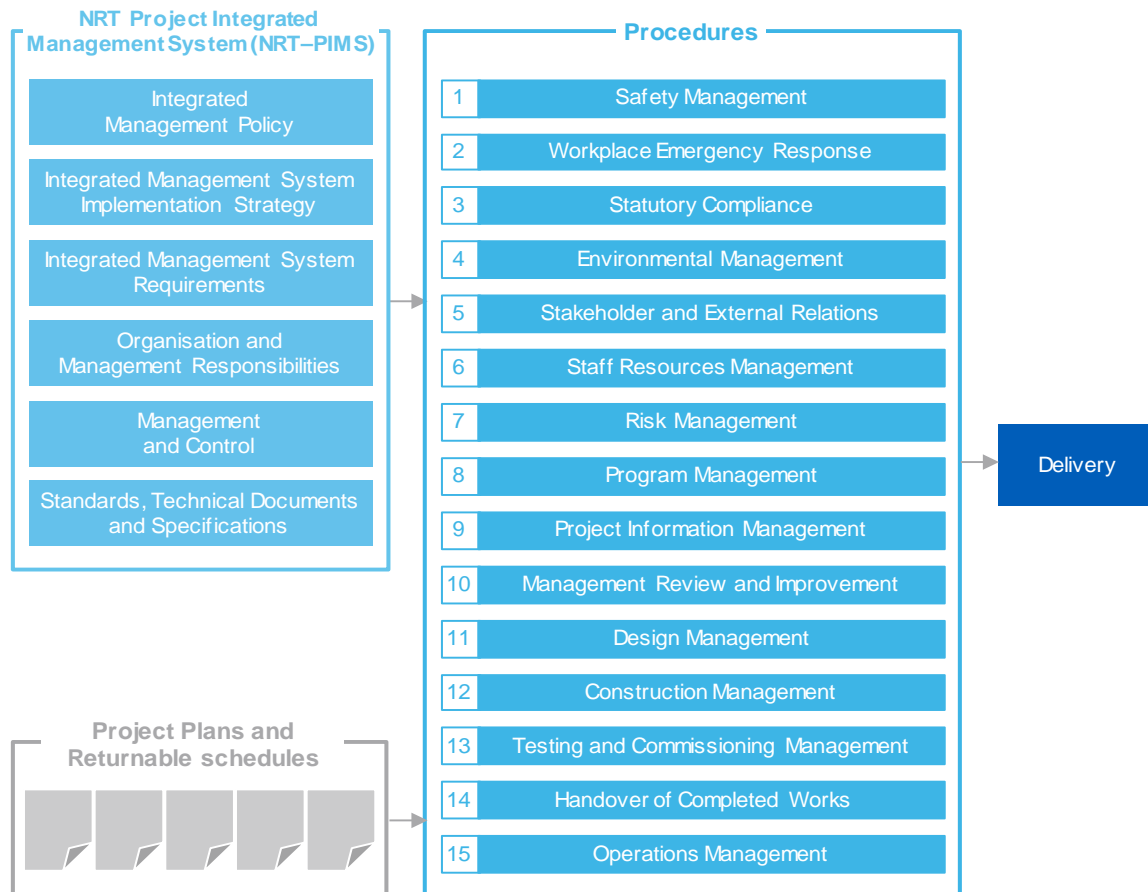 NRT Project Integrated
Management System (NRT–PIMS)
Integrated
Management Policy
Integrated Management System
Implementation Strategy
Integrated Management System
Requirements
Organisation and
Management Responsibilities
Management
and Control
Standards, Technical Documents
and Specifications
Project Plans and
Returnable schedules
Procedures
1 Safety Management
2 Workplace Emergency Response
3 Statutory Compliance
4 Environmental Management
5 Stakeholder and External Relations
6 Staff Resources Management
7 Risk Management
8 Program Management
9 Project Information Management
10 Management Review and Improvement
11 Design Management
12 Construction Management
13 Testing and Commissioning Management
14 Handover of Completed Works
15 Operations Management
Delivery